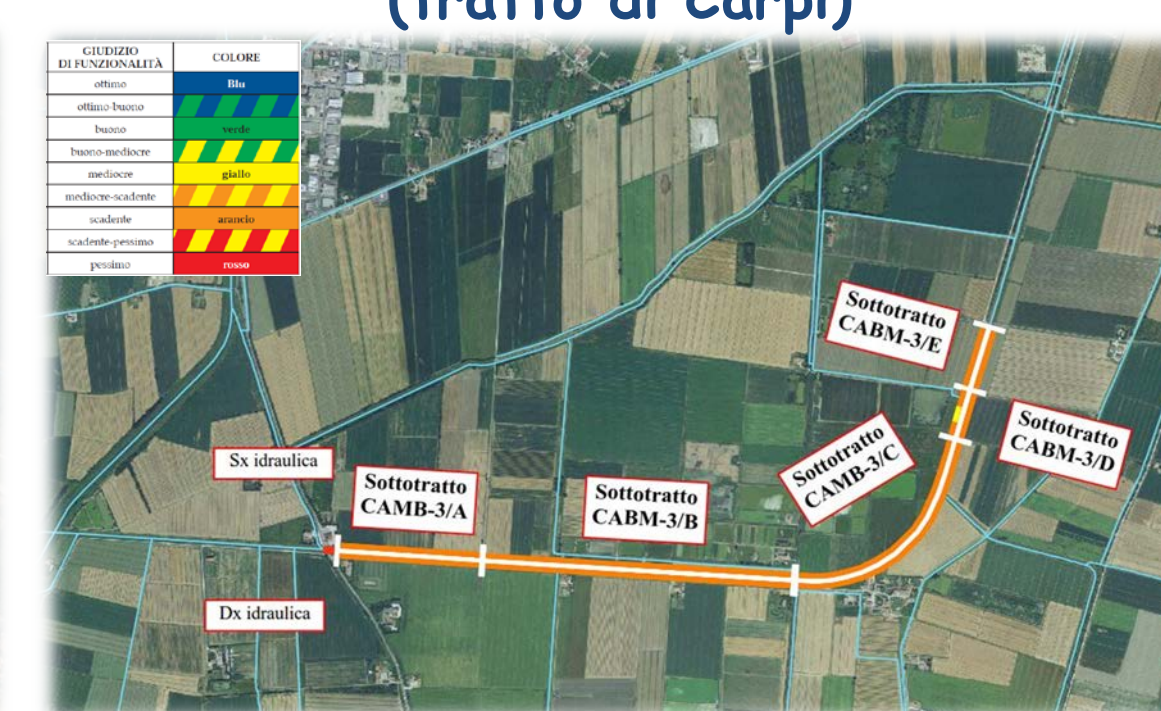 (Tratto di Carpi)
GIUDIZIO
DI FUNZIONALITÀ
COLORE
ottimo
Blu
ottimo-buono
buono
verde
buono-mediocre
mediocre
giallo
mediocre-scadente
scadente
arancio
scadente-pessimo
pessimo
rosso
Sottotratto
CABM-3/E
Sottotratto
CABM-3/D
Sottotratto
CAMB-3/C
Sx idraulica
Sottotratto
CAMB-3/A
Sottotratto
CABM-3/B
Dx idraulica